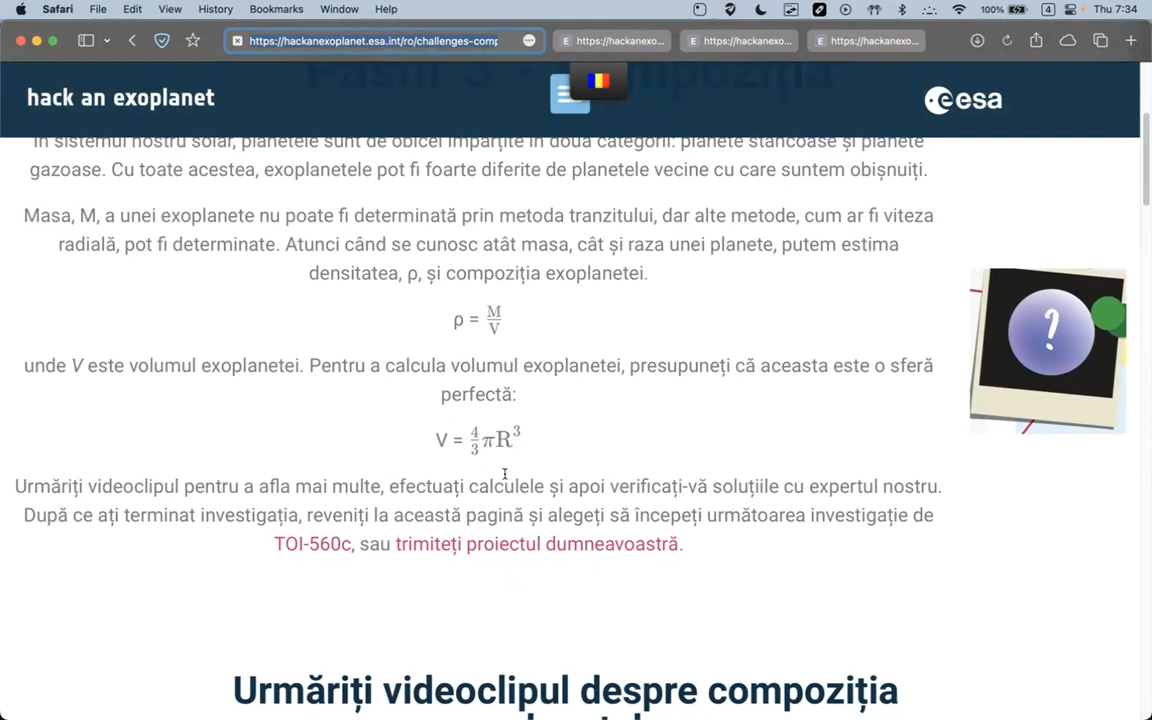 Safari File Edit View History Bookmarks Window Help 100% 4 Thu 7:34
https://hackanexoplanet.esa.int/ro/challenges-comp
E https://hackanexo...
E https://hackanexo...
E https://hackanexo...
Pasul 5 - Compoziția
hack an exoplanet
esa
În sistemul nostru solar, planetele sunt de obicei împărțite în două categorii: planete stâncoase și planete
gazoase. Cu toate acestea, exoplanetele pot fi foarte diferite de planetele vecine cu care suntem obișnuiți.
Masa, M, a unei exoplanete nu poate fi determinată prin metoda tranzitului, dar alte metode, cum ar fi viteza
radială, pot fi determinate. Atunci când se cunosc atât masa, cât și raza unei planete, putem estima
densitatea, ρ, și compoziția exoplanetei.
ρ = M/V
unde V este volumul exoplanetei. Pentru a calcula volumul exoplanetei, presupuneți că aceasta este o sferă
perfectă:
V = 4/3 πR³
?
Urmăriți videoclipul pentru a afla mai multe, efectuați calculele și apoi verificați-vă soluțiile cu expertul nostru.
După ce ați terminat investigația, reveniți la această pagină și alegeți să începeți următoarea investigație de
TOI-560c, sau trimiteți proiectul dumneavoastră.
Urmăriți videoclipul despre compoziția